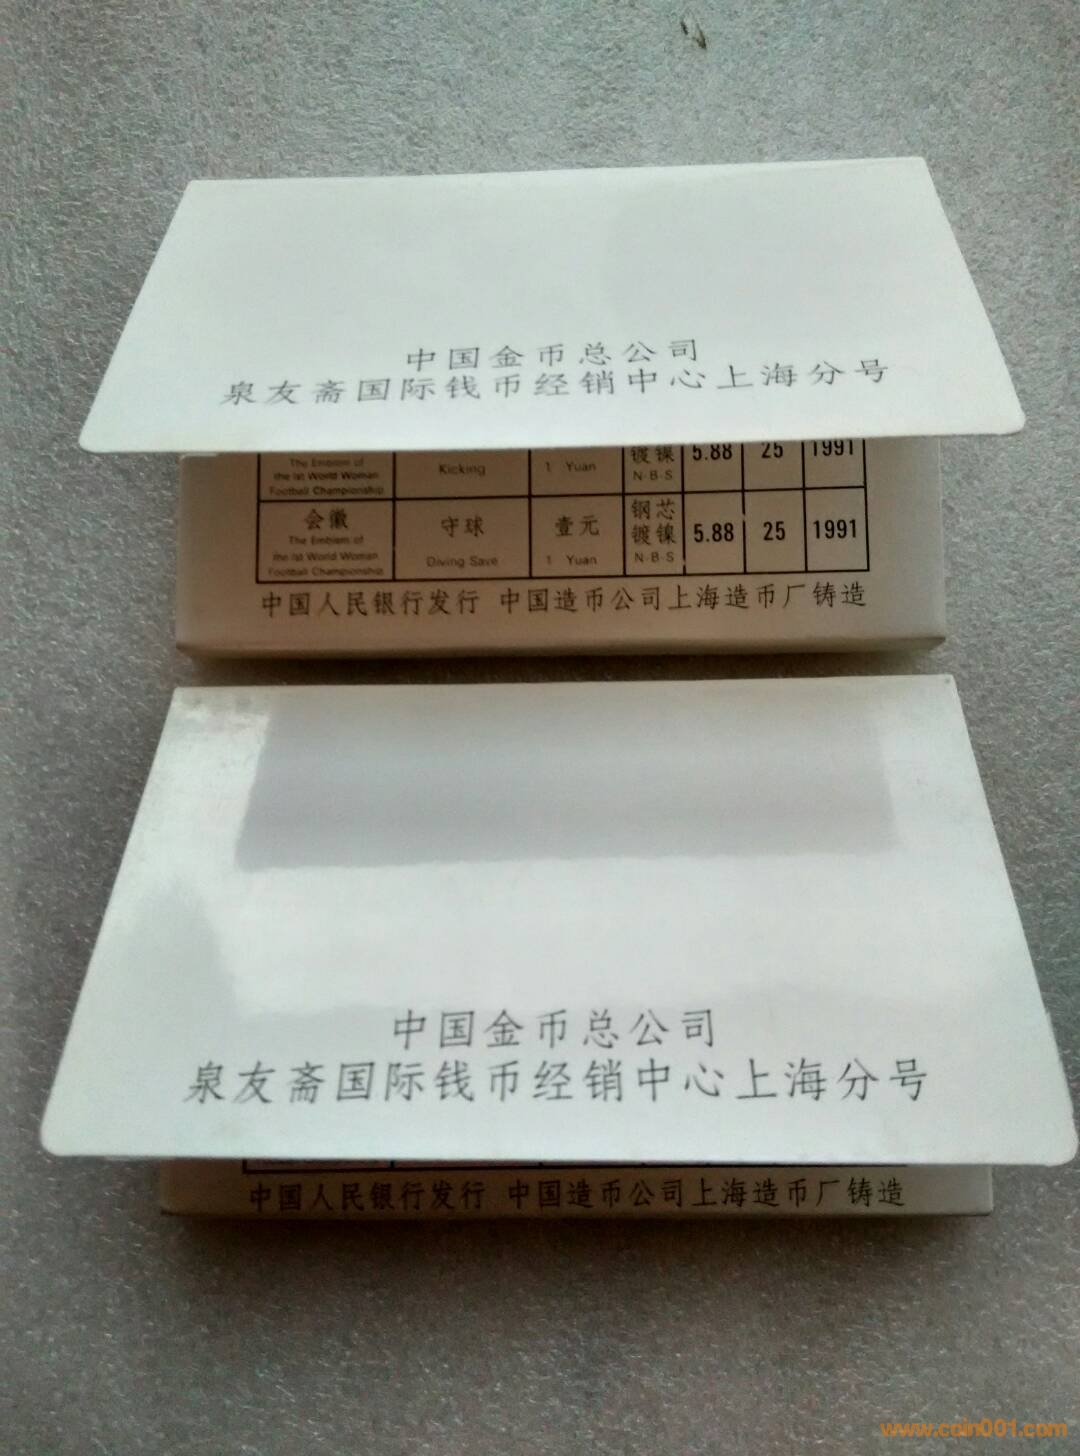 中国金币总公司
泉友斋国际钱币经销中心上海分号
The Emblem of
the Ist World Woman
Football Championship
Kicking
1 Yuan
镀镍
N·B·S
5.88
25
1991
会徽
The Emblem of
the Ist World Woman
Football Championship
守球
Diving Save
壹元
1 Yuan
钢芯
镀镍
N·B·S
5.88
25
1991
中国人民银行发行 中国造币公司上海造币厂铸造
中国金币总公司
泉友斋国际钱币经销中心上海分号
中国人民银行发行 中国造币公司上海造币厂铸造
www.coin001.com